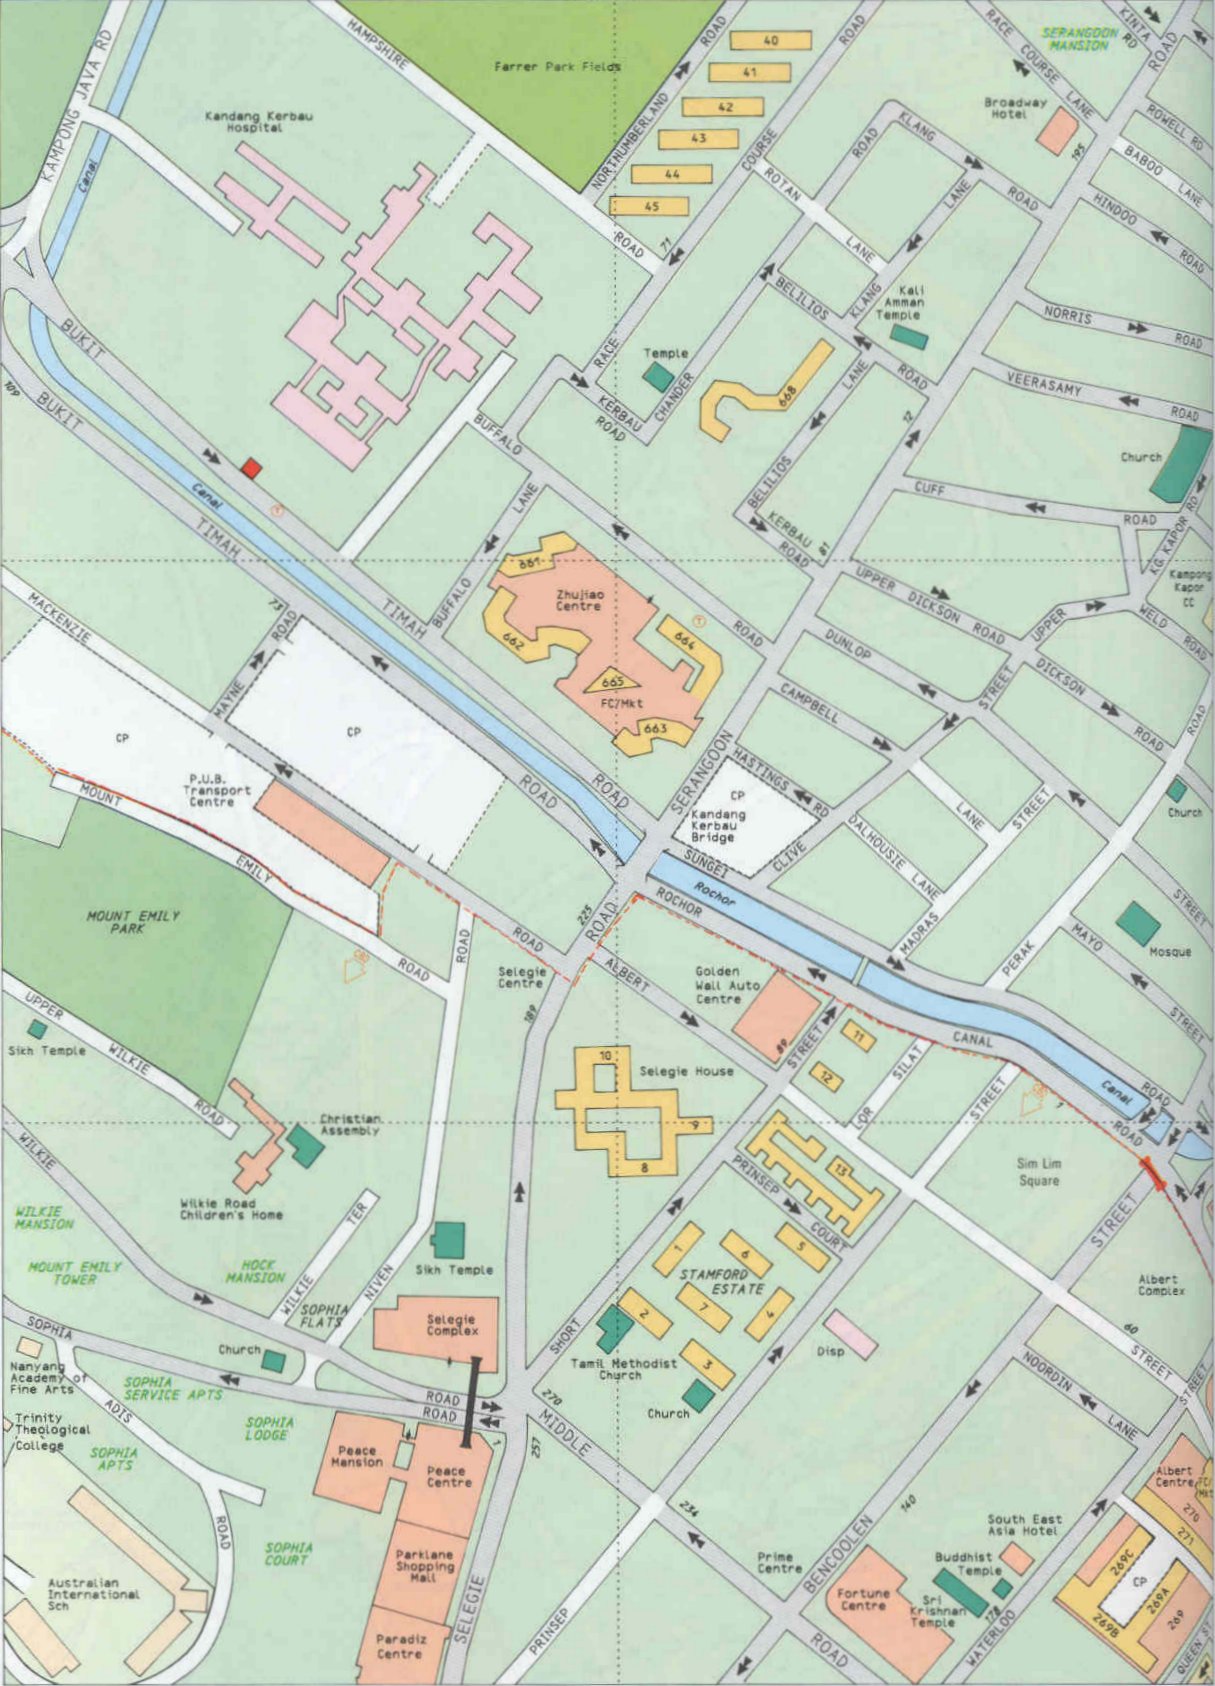 KAMPONG JAVA RD
Canal
HAMPSHIRE
ROAD
Farrer Park Fields
NORTHUMBERLAND
ROAD
40
41
42
43
44
45
71
RACE
COURSE
ROAD
RACE COURSE LANE
SERANGOON
MANSION
KINTA RD
ROAD
Broadway
Hotel
195
ROWELL RD
BABOO LANE
HINDOO
ROAD
Kandang Kerbau
Hospital
KLANG
ROAD
KLANG
LANE
ROTAN
LANE
ROAD
BELILIOS
ROAD
Kali
Amman
Temple
NORRIS
ROAD
VEERASAMY
ROAD
12
BUKIT
109
BUKIT
TIMAH
Canal
Temple
CHANDER
KERBAU
ROAD
BUFFALO
668
BELILIOS
LANE
Church
CUFF
ROAD
KG. KAPOR RD
LANE
BUFFALO
KERBAU
ROAD
81
661
Zhujiao
Centre
662
664
665
FC/Mkt
663
ROAD
UPPER DICKSON ROAD
UPPER
WELD
ROAD
Kampong
Kapor
CC
DUNLOP
STREET
DICKSON
ROAD
ROAD
CAMPBELL
LANE
STREET
MACKENZIE
73
MAYNE
ROAD
TIMAH
CP
CP
P.U.B.
Transport
Centre
ROAD
ROAD
SERANGOON
HASTINGS RD
CP
Kandang
Kerbau
Bridge
CLIVE
DALHOUSIE LANE
Church
MOUNT
EMILY
ROAD
MOUNT EMILY
PARK
SUNGEI
Rochor
ROCHOR
MADRAS
PERAK
MAYO
STREET
STREET
Mosque
225
ROAD
ROAD
ROAD
ALBERT
Selegie
Centre
189
Golden
Wall Auto
Centre
89
STREET
CANAL
Canal
ROAD
ROAD
1
UPPER
WILKIE
ROAD
Sikh Temple
11
12
LOR
SILAT
STREET
10
Selegie House
9
8
Christian
Assembly
WILKIE
Wilkie Road
Children's Home
13
PRINSEP
COURT
Sim Lim
Square
WILKIE
MANSION
MOUNT EMILY
TOWER
HOCK
MANSION
WILKIE
TER
NIVEN
SOPHIA
FLATS
Sikh Temple
1
6
5
STAMFORD
ESTATE
2
7
4
3
STREET
Albert
Complex
60
STREET
Selegie
Complex
SHORT
Tamil Methodist
Church
Disp
Church
SOPHIA
Nanyang
Academy of
Fine Arts
Church
SOPHIA
SERVICE APTS
ROAD
ROAD
NOORDIN
LANE
STREET
270
MIDDLE
257
1
ADIS
ROAD
Trinity
Theological
College
SOPHIA
APTS
SOPHIA
LODGE
Peace
Mansion
Peace
Centre
234
140
Albert
Centre
FC/
Mkt
270
271
South East
Asia Hotel
SOPHIA
COURT
Parklane
Shopping
Mall
Prime
Centre
BENCOOLEN
Buddhist
Temple
269C
CP
269A
269
269B
Australian
International
Sch
SELEGIE
PRINSEP
Fortune
Centre
Sri
Krishnan
Temple
178
Paradiz
Centre
ROAD
WATERLOO
QUEEN ST